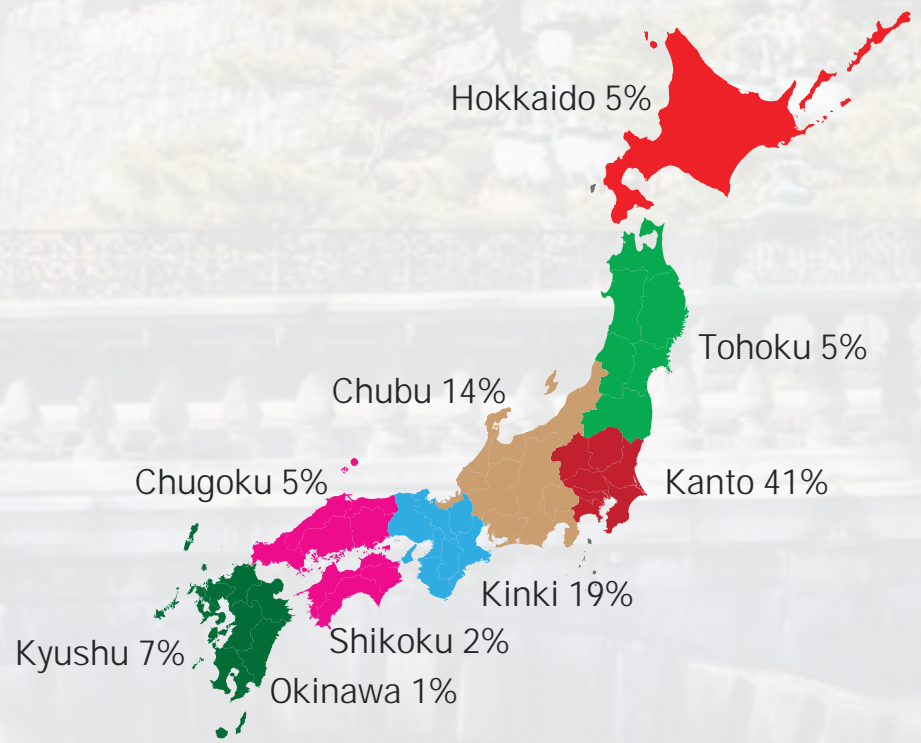 Hokkaido 5%
Tohoku 5%
Chubu 14%
Chugoku 5%
Kanto 41%
Kinki 19%
Shikoku 2%
Kyushu 7%
Okinawa 1%